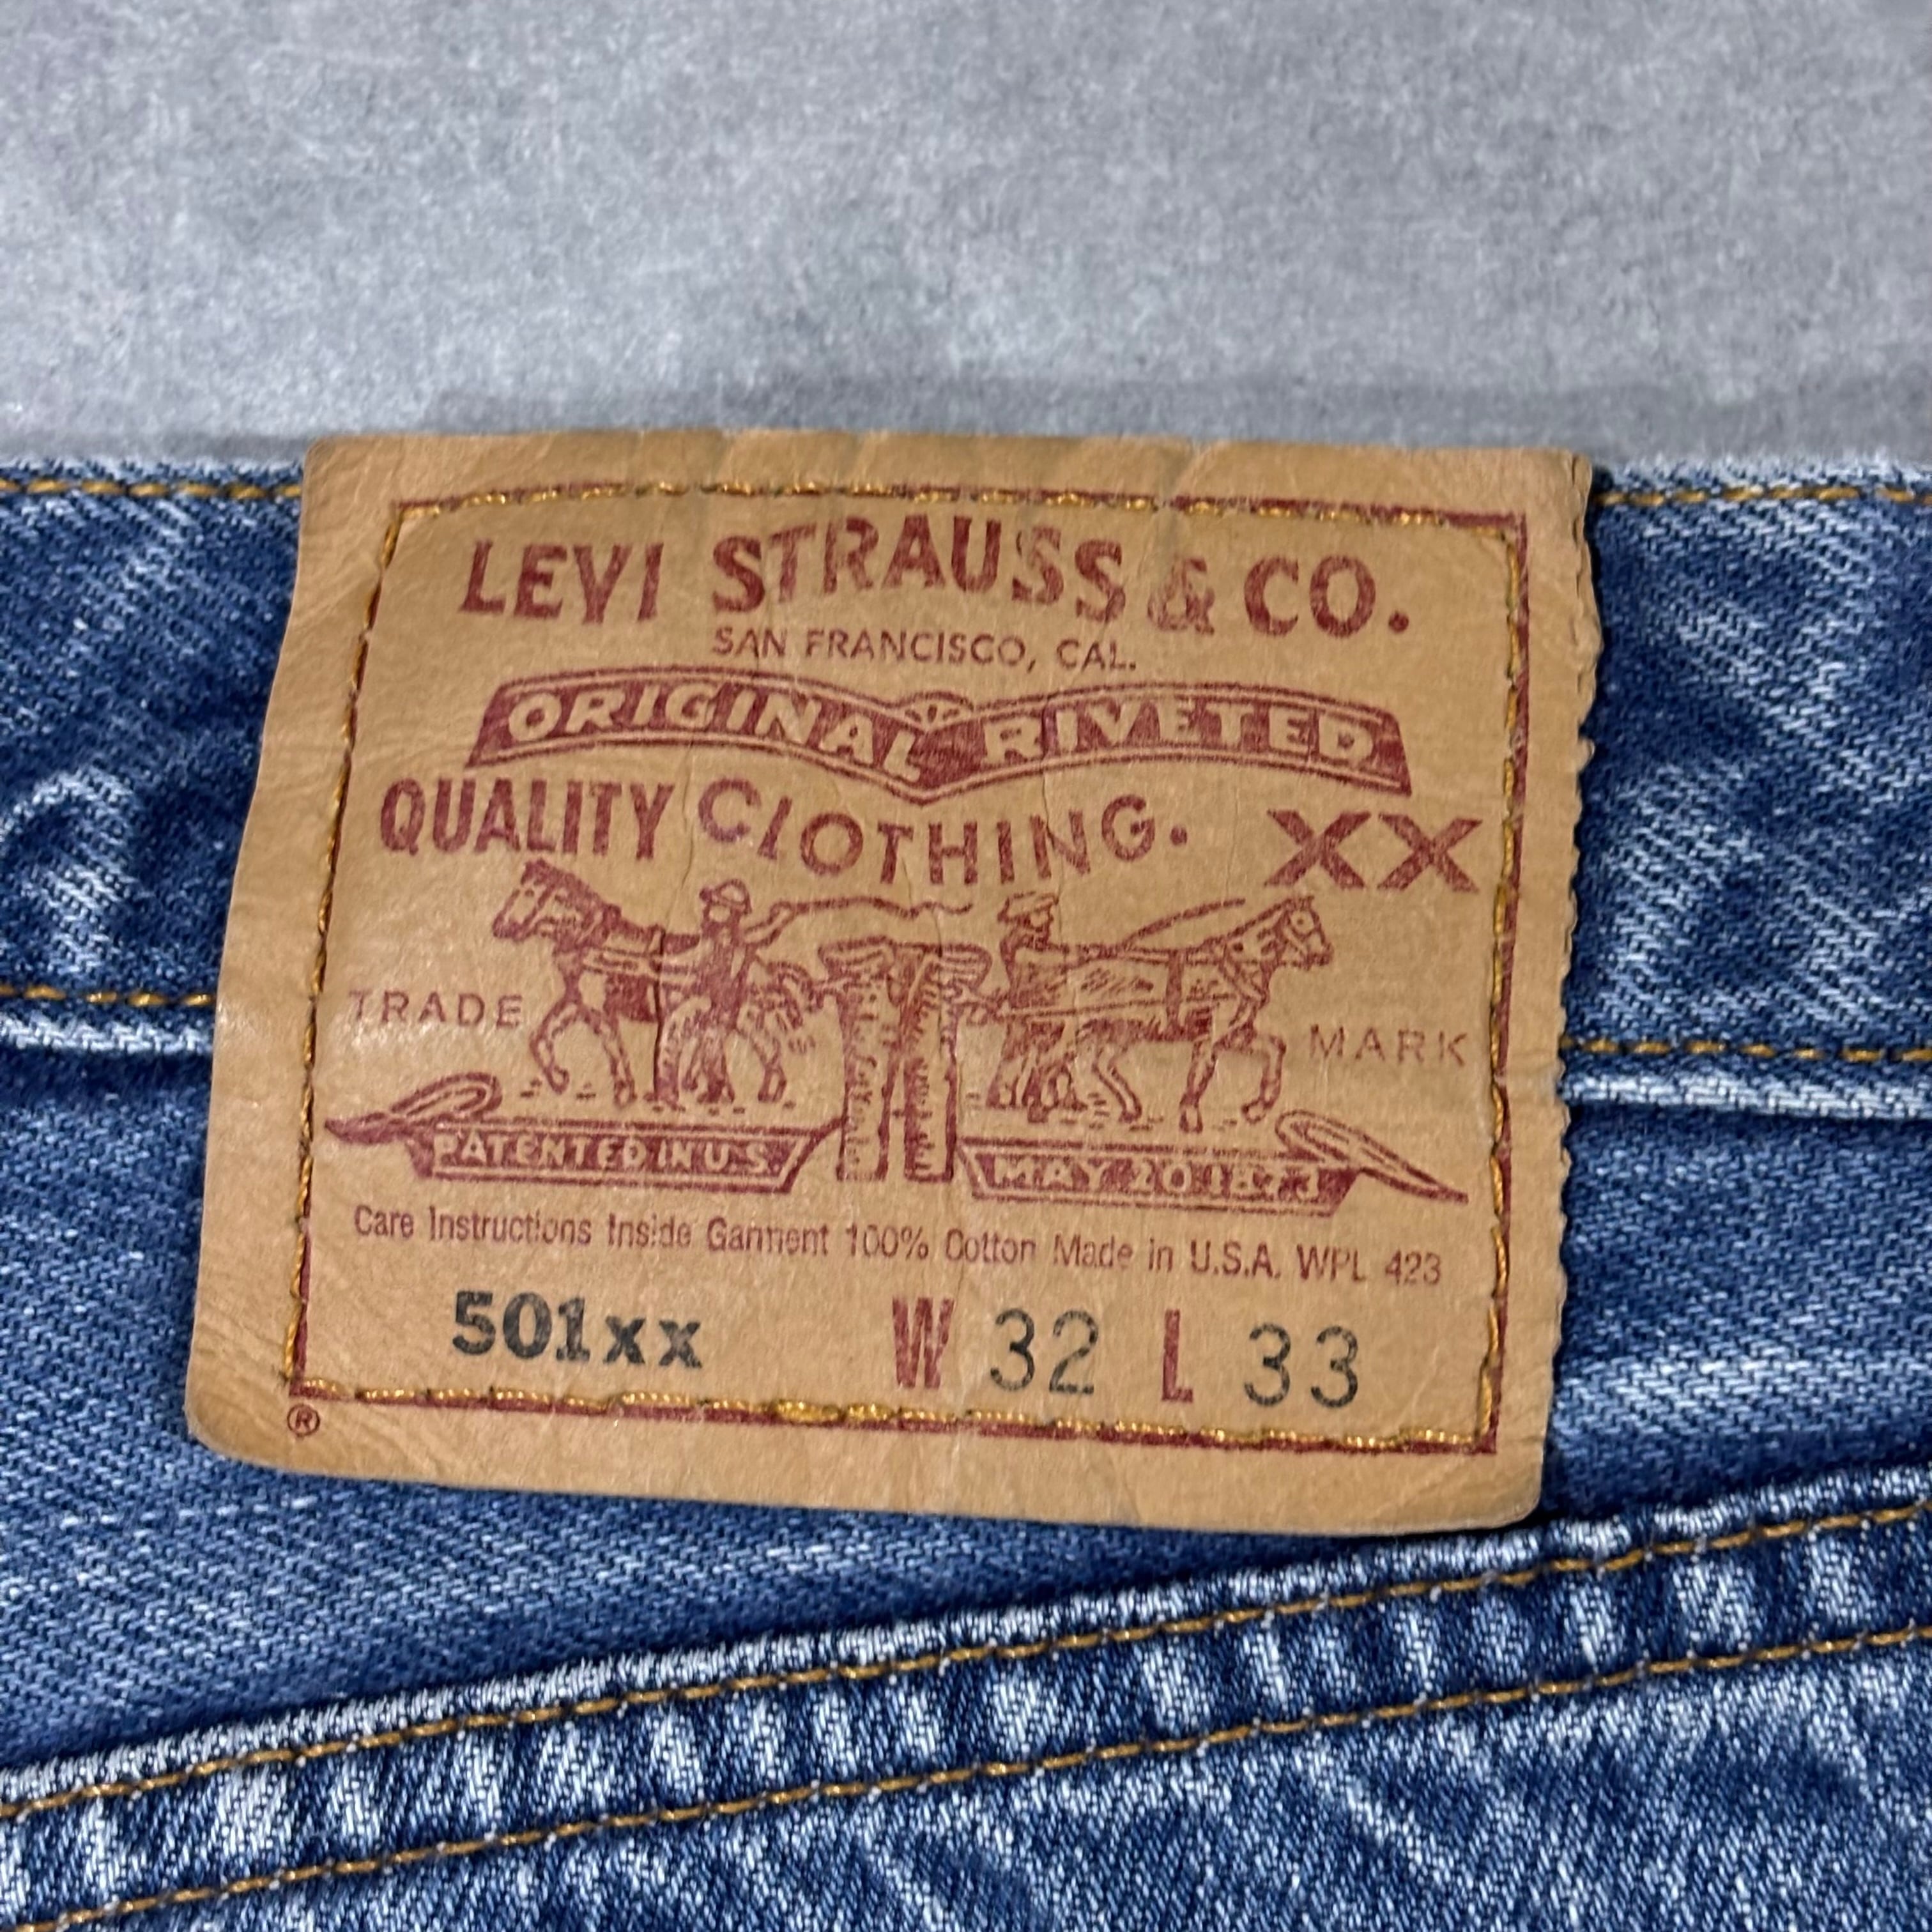 LEVI STRAUSS & CO.
SAN FRANCISCO, CAL.
ORIGINAL RIVETED
QUALITY CLOTHING. XX
TRADE MARK
PATENTED IN U.S. MAY 20 1873
Care Instructions Inside Garment 100% Cotton Made in U.S.A. WPL 423
501xx W 32 L 33
®